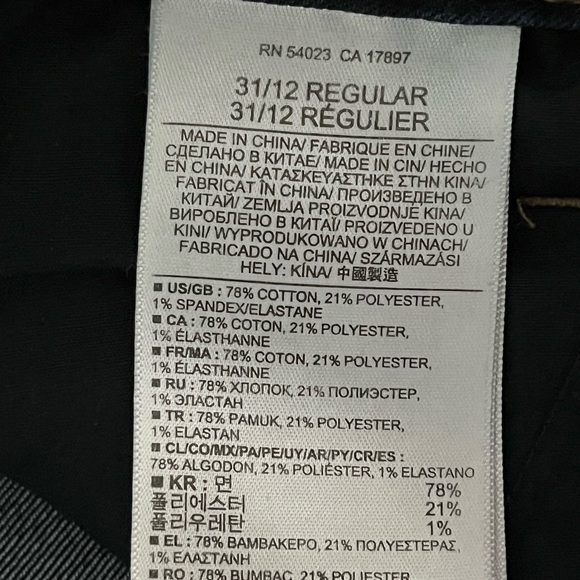 RN 54023 CA 17897
31/12 REGULAR
31/12 RÉGULIER
MADE IN CHINA/ FABRIQUE EN CHINE/
СДЕЛАНО В КИТАЕ/ MADE IN CIN/ HECHO
EN CHINA/ ΚΑΤΑΣΚΕΥΑΣΤΗΚΕ ΣΤΗΝ ΚΙΝΑ/
FABRICAT ÎN CHINA/ ПРОИЗВЕДЕНО В
КИТАЙ/ ZEMLJA PROIZVODNJE KINA/
ВИРОБЛЕНО В КИТАЇ/ PROIZVEDENO U
KINI/ WYPRODUKOWANO W CHINACH/
FABRICADO NA CHINA/ SZÁRMAZÁSI
HELY: KÍNA/ 中國製造
■ US/GB : 78% COTTON, 21% POLYESTER,
1% SPANDEX/ELASTANE
■ CA : 78% COTON, 21% POLYESTER,
1% ÉLASTHANNE
■ FR/MA : 78% COTON, 21% POLYESTER,
1% ÉLASTHANNE
■ RU : 78% ХЛОПОК, 21% ПОЛИЭСТЕР,
1% ЭЛАСТАН
■ TR : 78% PAMUK, 21% POLYESTER,
1% ELASTAN
■ CL/CO/MX/PA/PE/UY/AR/PY/CR/ES :
78% ALGODON, 21% POLIÉSTER, 1% ELASTANO
■ KR : 면 78%
폴리에스터 21%
폴리우레탄 1%
■ EL : 78% ΒΑΜΒΑΚΕΡΟ, 21% ΠΟΛΥΕΣΤΕΡΑΣ,
1% ΕΛΑΣΤΑΝΗ
■ RO : 78% BUMBAC, 21% POLIESTER,